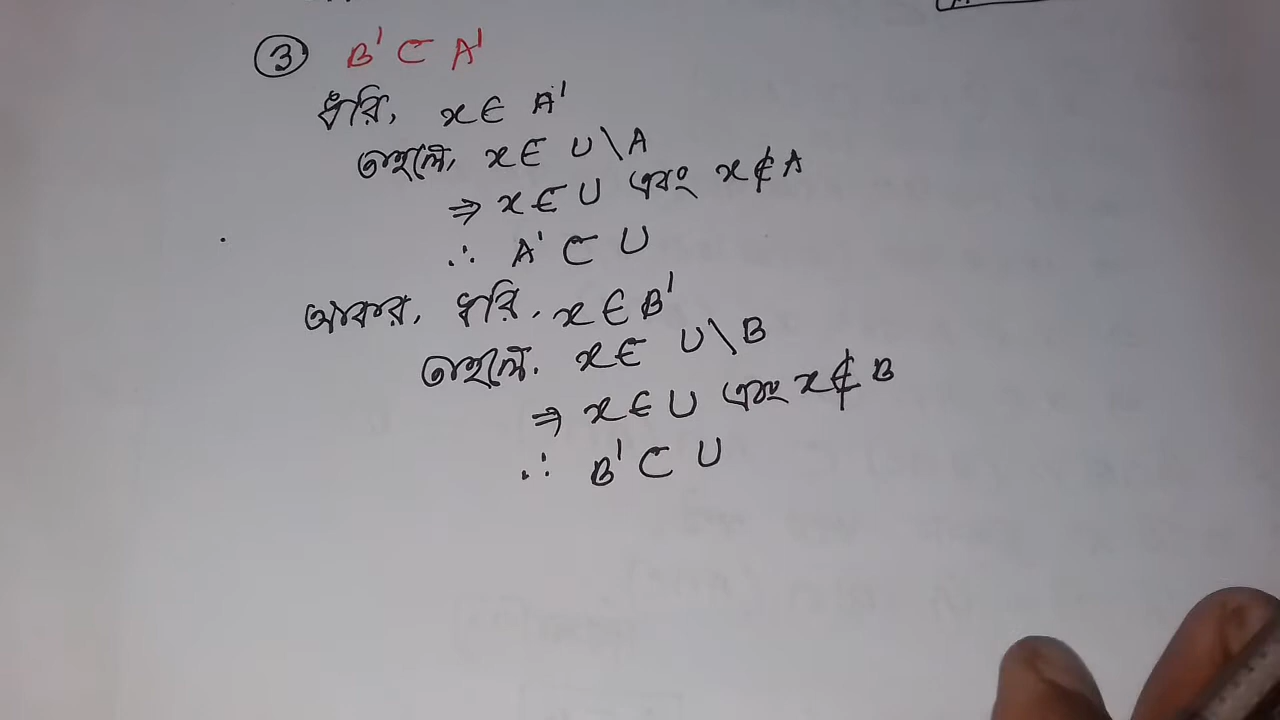 ③ B' ⊂ A'
ধরি, x ∈ A'
তাহলে, x ∈ U \ A
⇒ x ∈ U এবং x ∉ A
∴ A' ⊂ U
আবার, ধরি, x ∈ B'
তাহলে. x ∈ U \ B
⇒ x ∈ U এবং x ∉ B
∴ B' ⊂ U